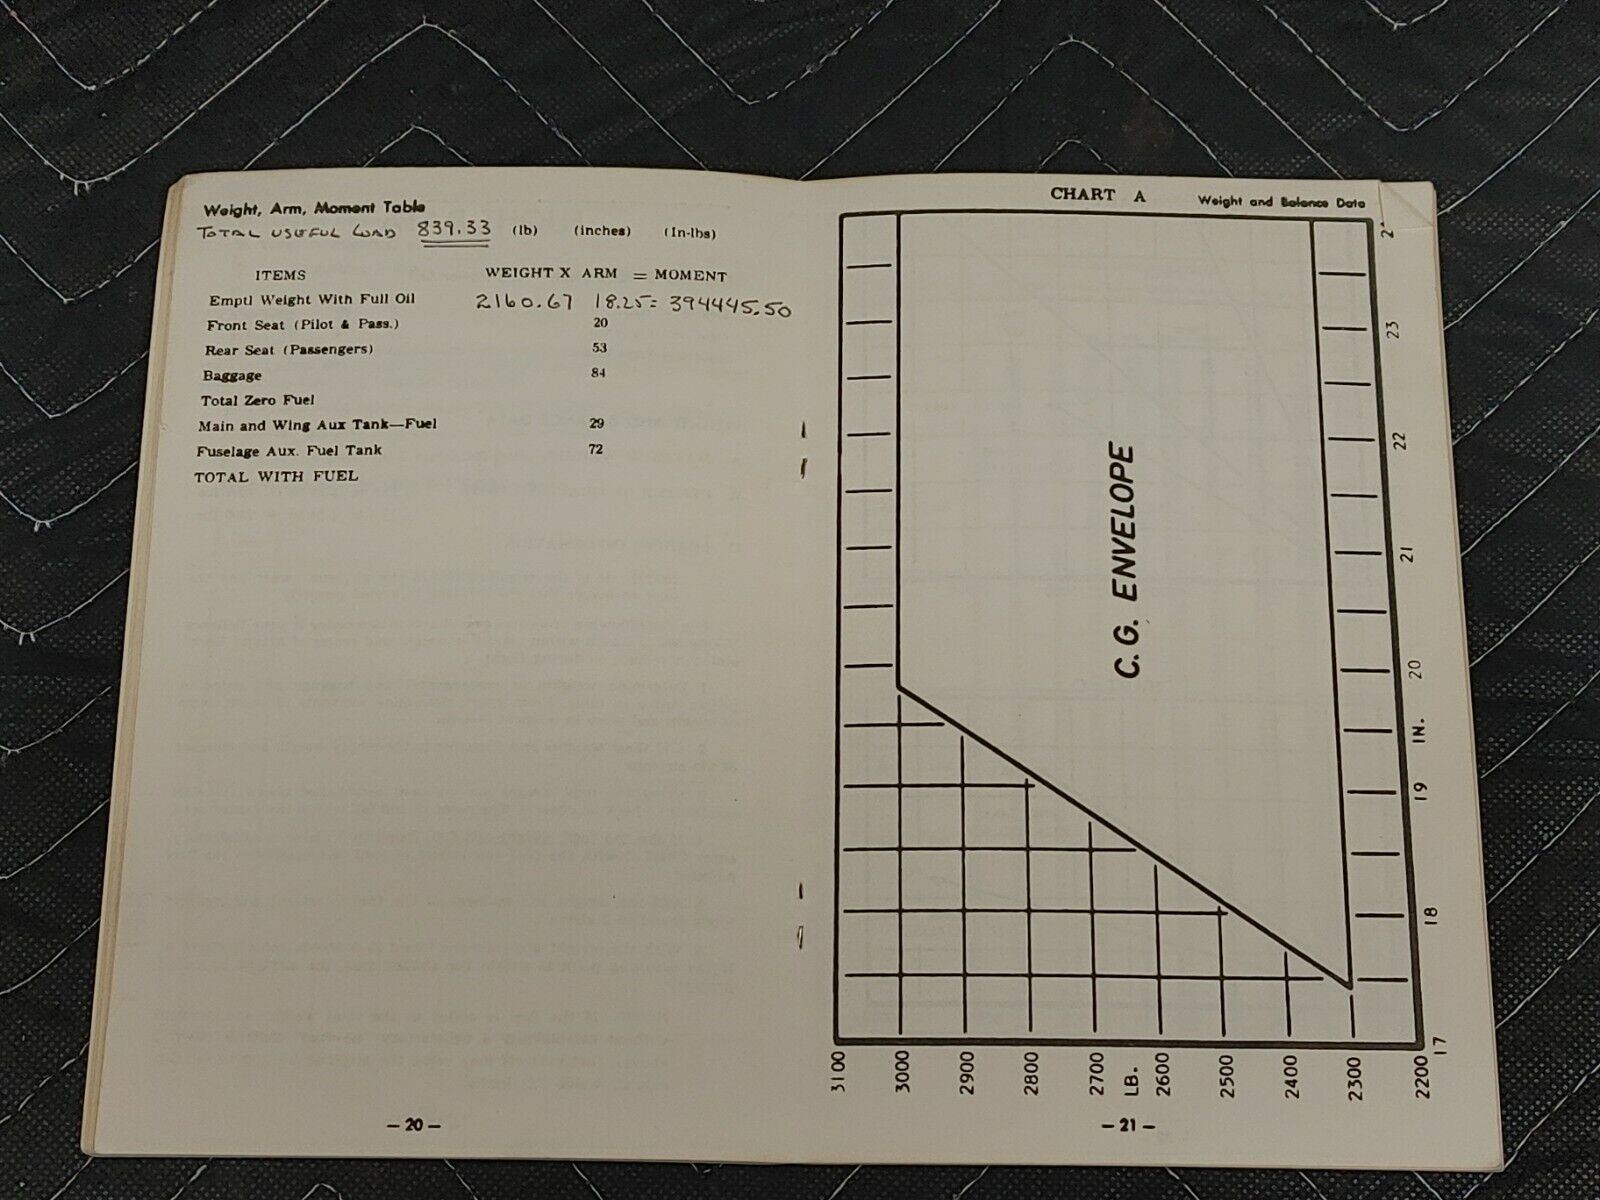 Weight, Arm, Moment Table
TOTAL USEFUL LOAD 839.33 (lb) (inches) (In-lbs)
ITEMS WEIGHT X ARM = MOMENT
Emptl Weight With Full Oil 2160.67 18.25= 394445.50
Front Seat (Pilot & Pass.) 20
Rear Seat (Passengers) 53
Baggage 84
Total Zero Fuel
Main and Wing Aux Tank—Fuel 29
Fuselage Aux. Fuel Tank 72
TOTAL WITH FUEL
— 20 —
CHART A Weight and Balance Data
23
22
21
20
IN.
19
18
17
C.G. ENVELOPE
3100 3000 2900 2800 2700 LB. 2600 2500 2400 2300 2200
— 21 —